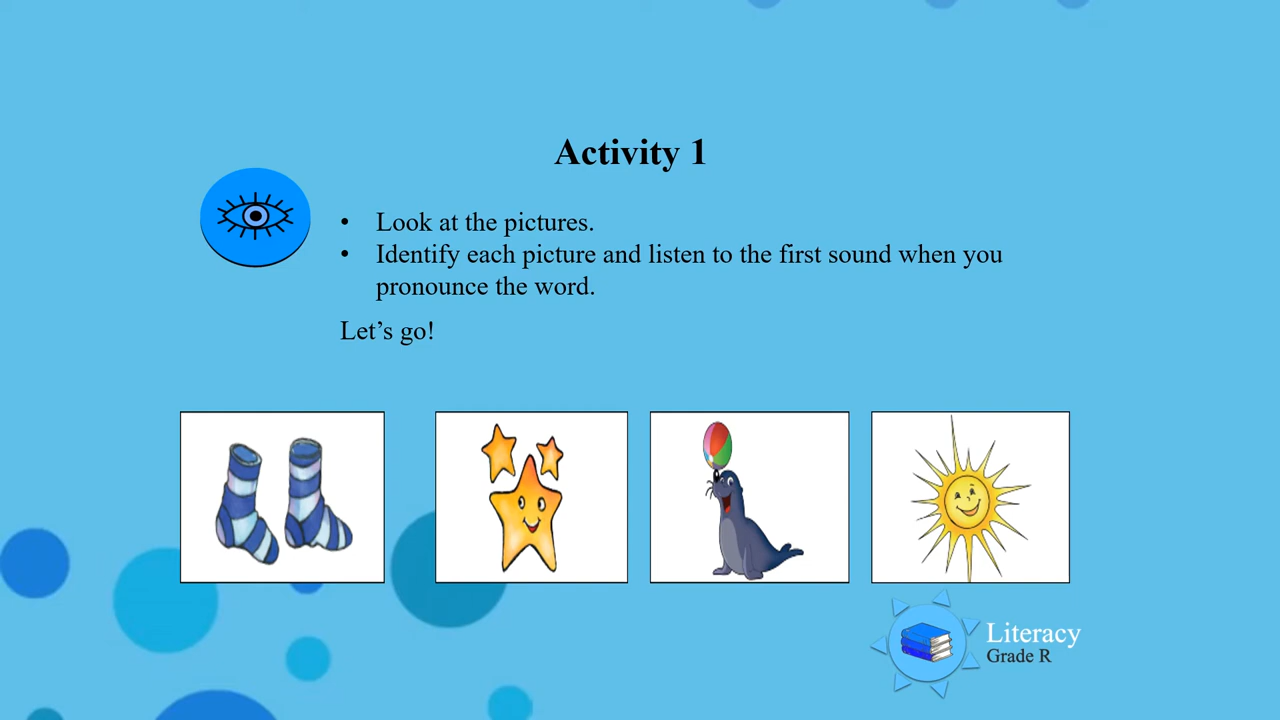 Activity 1
• Look at the pictures.
• Identify each picture and listen to the first sound when you
pronounce the word.
Let’s go!
Literacy
Grade R